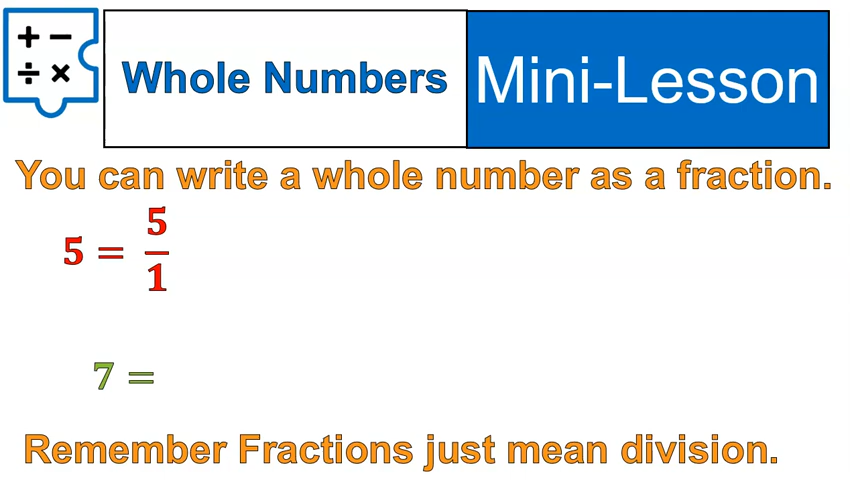 + −
÷ ×
Whole Numbers
Mini-Lesson
You can write a whole number as a fraction.
5 = 5/1
7 =
Remember Fractions just mean division.